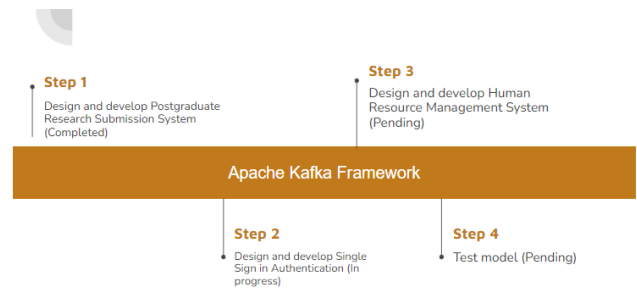 Step 1
Design and develop Postgraduate
Research Submission System
(Completed)
Step 3
Design and develop Human
Resource Management System
(Pending)
Apache Kafka Framework
Step 2
Design and develop Single
Sign in Authentication (In
progress)
Step 4
Test model (Pending)